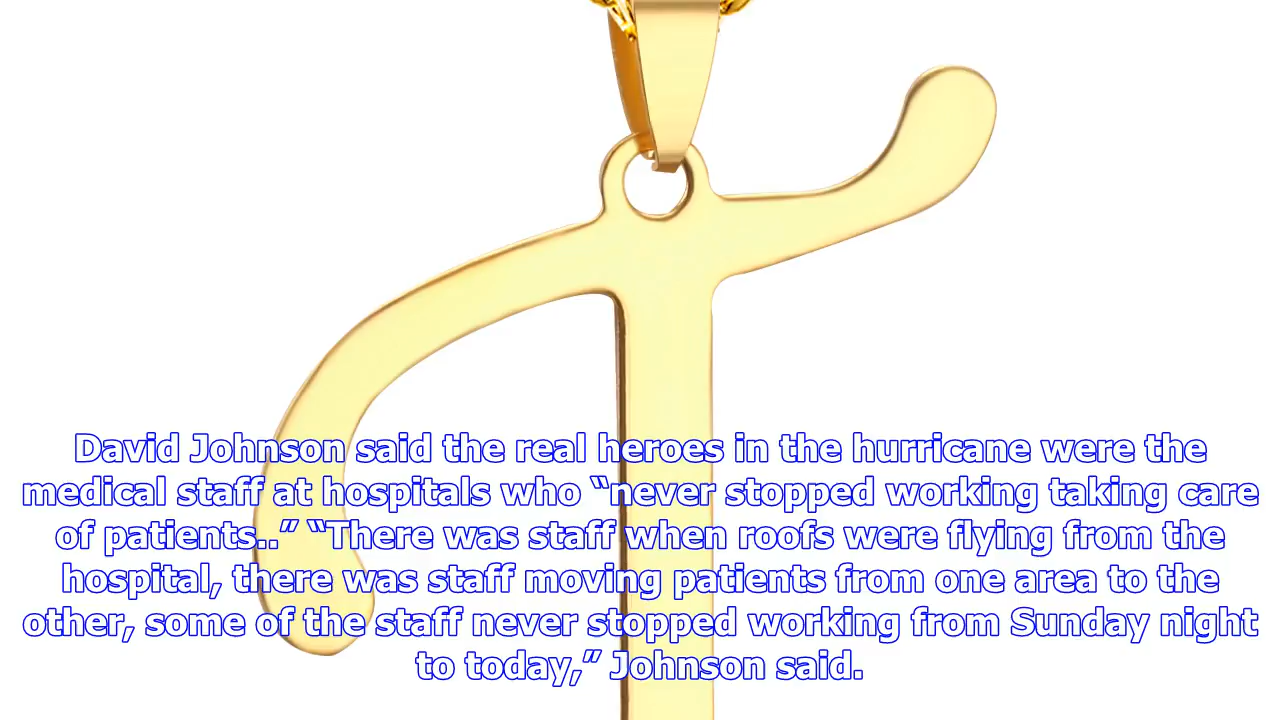 David Johnson said the real heroes in the hurricane were the
medical staff at hospitals who “never stopped working taking care
of patients..” “There was staff when roofs were flying from the
hospital, there was staff moving patients from one area to the
other, some of the staff never stopped working from Sunday night
to today,” Johnson said.